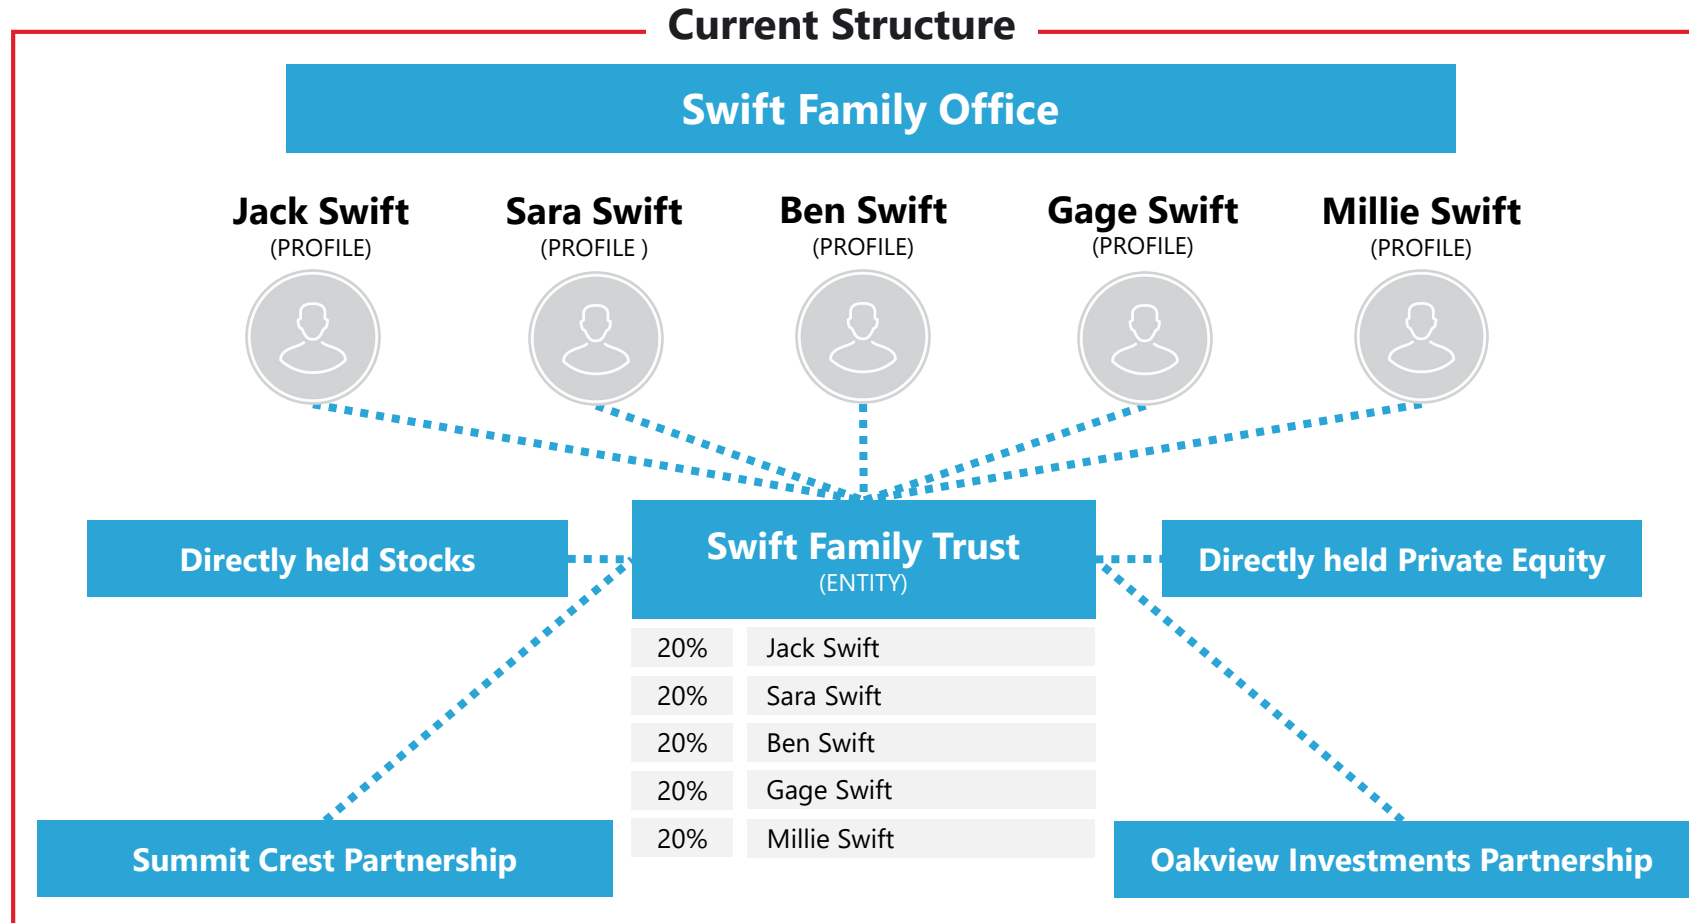 Current Structure
Swift Family Office
Jack Swift
(PROFILE)
Sara Swift
(PROFILE )
Ben Swift
(PROFILE)
Gage Swift
(PROFILE)
Millie Swift
(PROFILE)
Directly held Stocks
Swift Family Trust
(ENTITY)
Directly held Private Equity
20% Jack Swift
20% Sara Swift
20% Ben Swift
20% Gage Swift
20% Millie Swift
Summit Crest Partnership
Oakview Investments Partnership